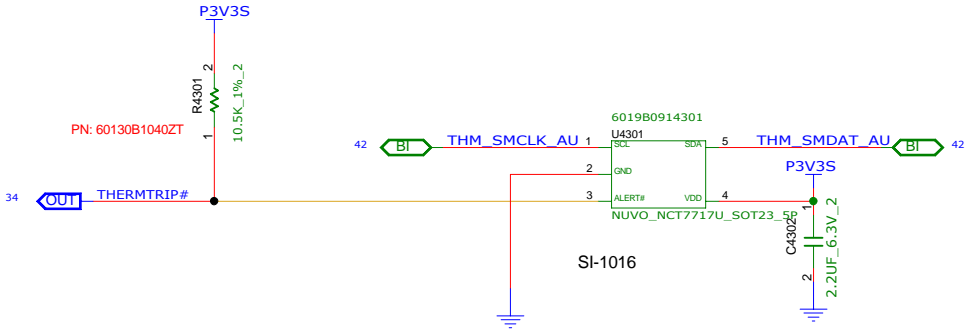 P3V3S
2
R4301
10.5K_1%_2
PN: 60130B1040ZT
1
34
OUT
THERMTRIP#
6019B0914301
U4301
42
BI
THM_SMCLK_AU
1
SCL
SDA
5
THM_SMDAT_AU
BI
42
2
GND
P3V3S
3
ALERT#
VDD
4
NUVO_NCT7717U_SOT23_5P
1
C4302
2.2UF_6.3V_2
2
SI-1016